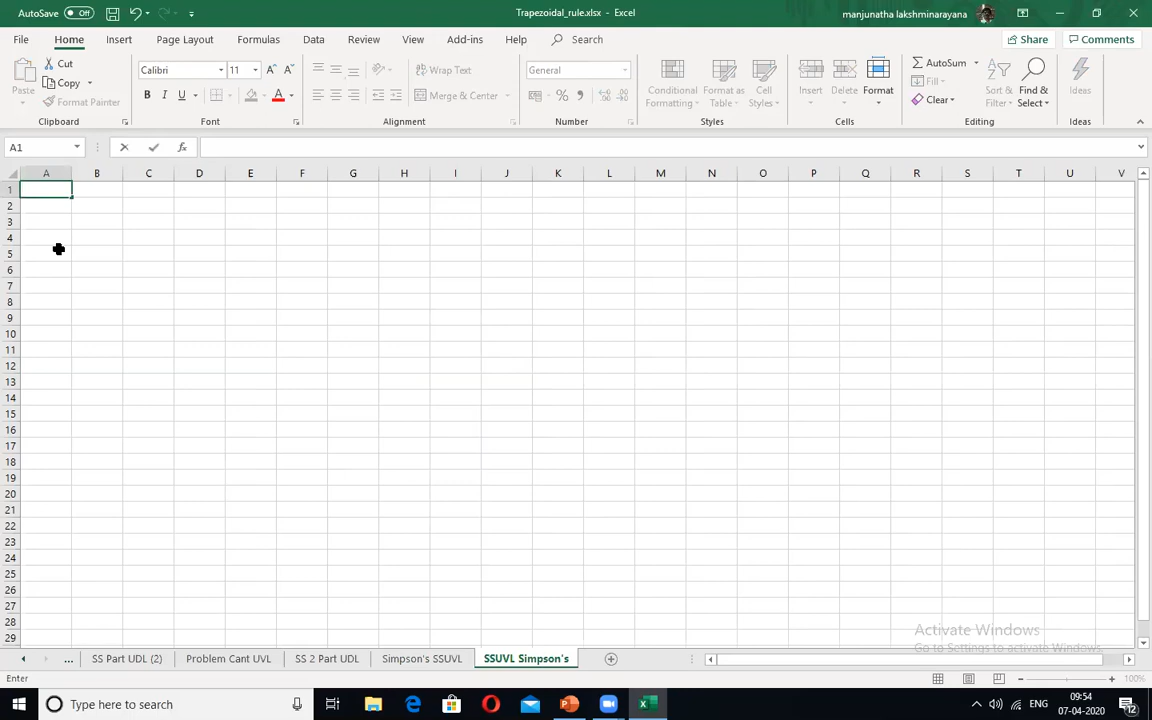 AutoSave Off Trapezoidal_rule.xlsx - Excel manjunatha lakshminarayana
File Home Insert Page Layout Formulas Data Review View Add-ins Help Search Share Comments
Paste Cut Copy Format Painter
Calibri 11 B I U A A A
Wrap Text Merge & Center
General % ,
Conditional Formatting Format as Table Cell Styles
Insert Delete Format
AutoSum Fill Clear
Sort & Filter Find & Select
Ideas
Clipboard Font Alignment Number Styles Cells Editing Ideas
A1 fx
A B C D E F G H I J K L M N O P Q R S T U V
1
2
3
4
5
6
7
8
9
10
11
12
13
14
15
16
17
18
19
20
21
22
23
24
25
26
27
28
29
Activate Windows
Go to Settings to activate Windows.
... SS Part UDL (2) Problem Cant UVL SS 2 Part UDL Simpson's SSUVL SSUVL Simpson's
Enter 100%
Type here to search ENG 09:54
07-04-2020 12